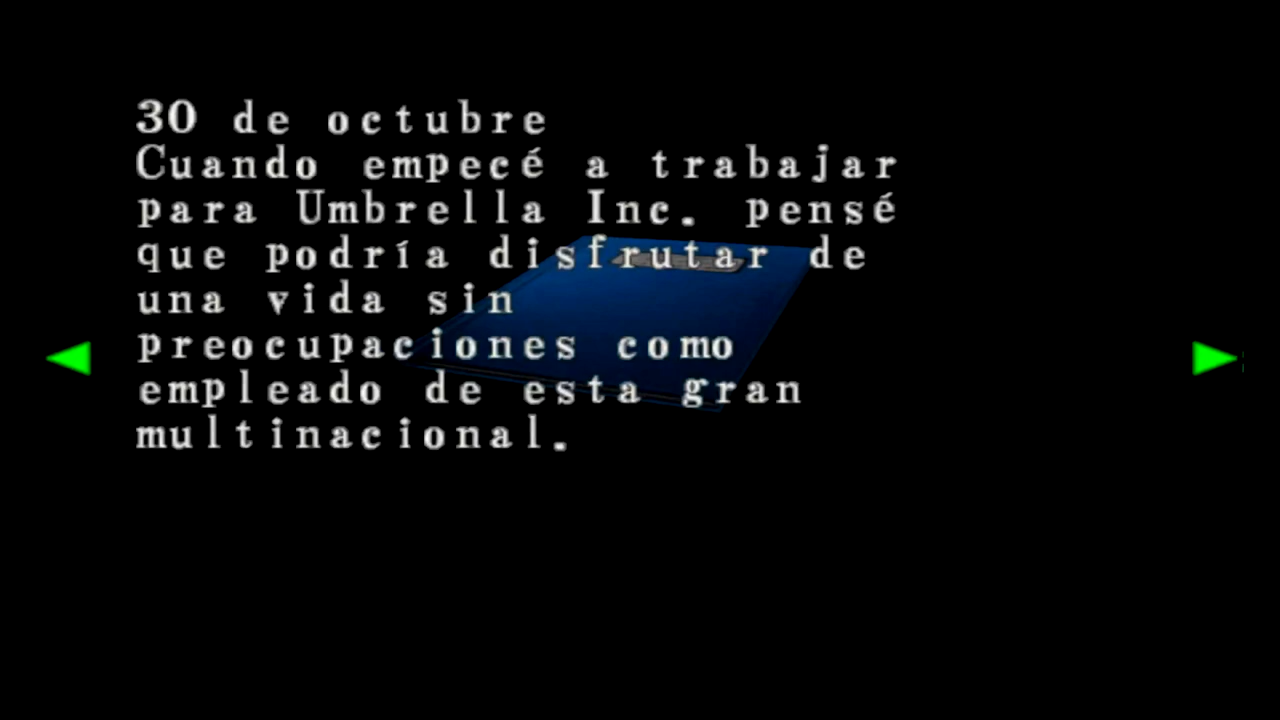 30 de octubre
Cuando empecé a trabajar
para Umbrella Inc. pensé
que podría disfrutar de
una vida sin
preocupaciones como
empleado de esta gran
multinacional.